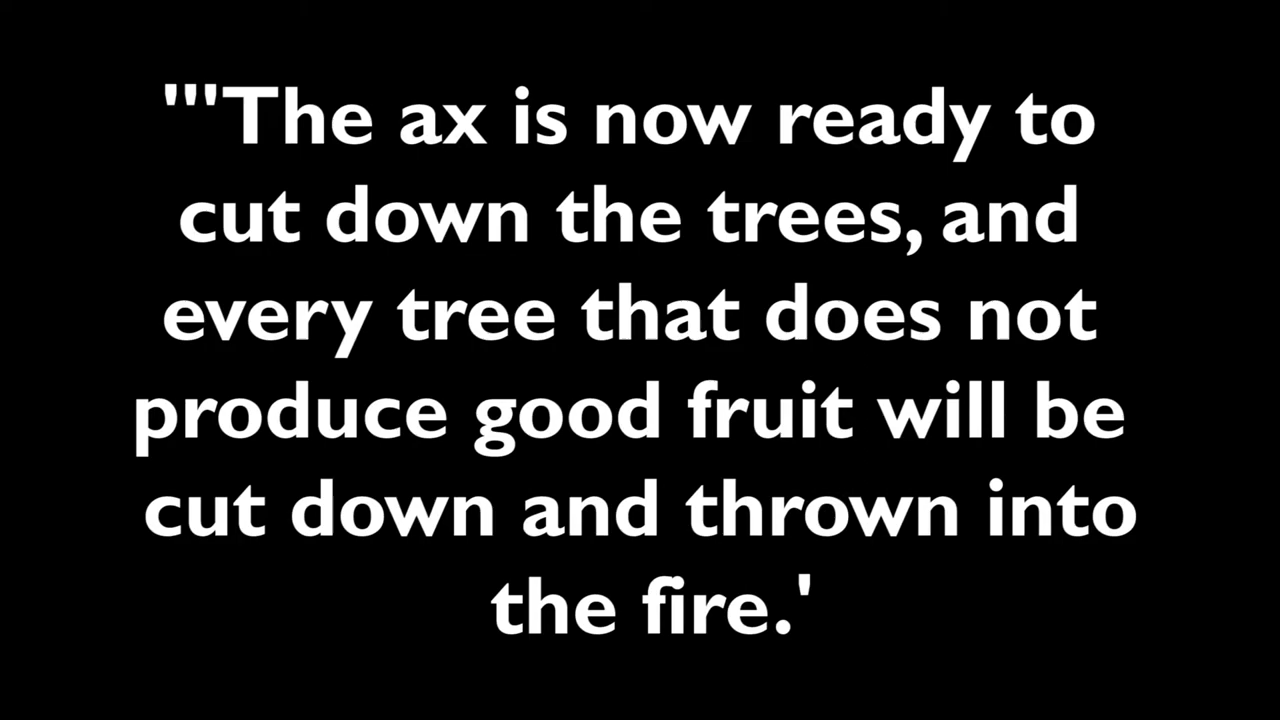 "'The ax is now ready to
cut down the trees, and
every tree that does not
produce good fruit will be
cut down and thrown into
the fire.'